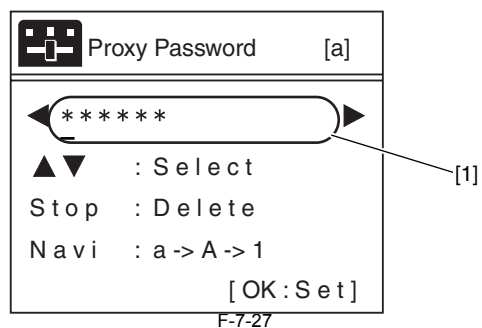 Proxy Password [a]
◀ ****** ▶
[1]
▲▼ : Select
Stop : Delete
Navi : a -> A -> 1
[OK:Set]
F-7-27